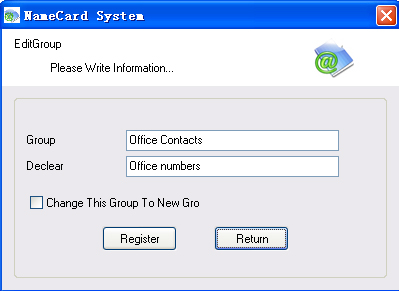 NameCard System
EditGroup
Please Write Information...
Group Office Contacts
Declear Office numbers
Change This Group To New Gro
Register Return